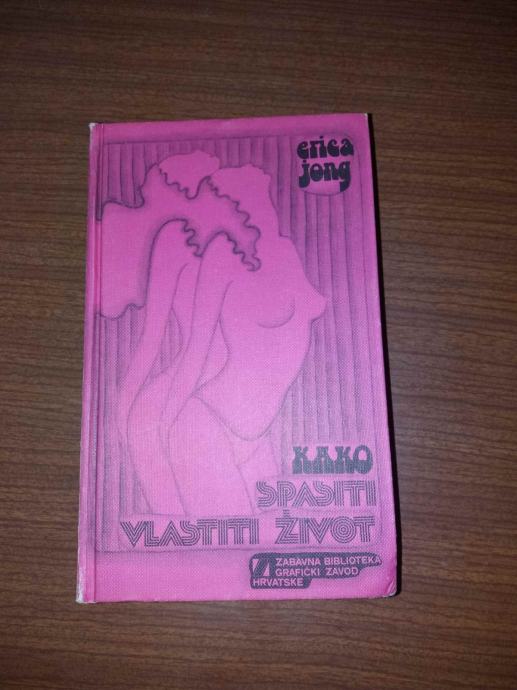 erica
jong
KAKO
SPASITI
VLASTITI ŽIVOT
ZABAVNA BIBLIOTEKA
GRAFIČKI ZAVOD
HRVATSKE